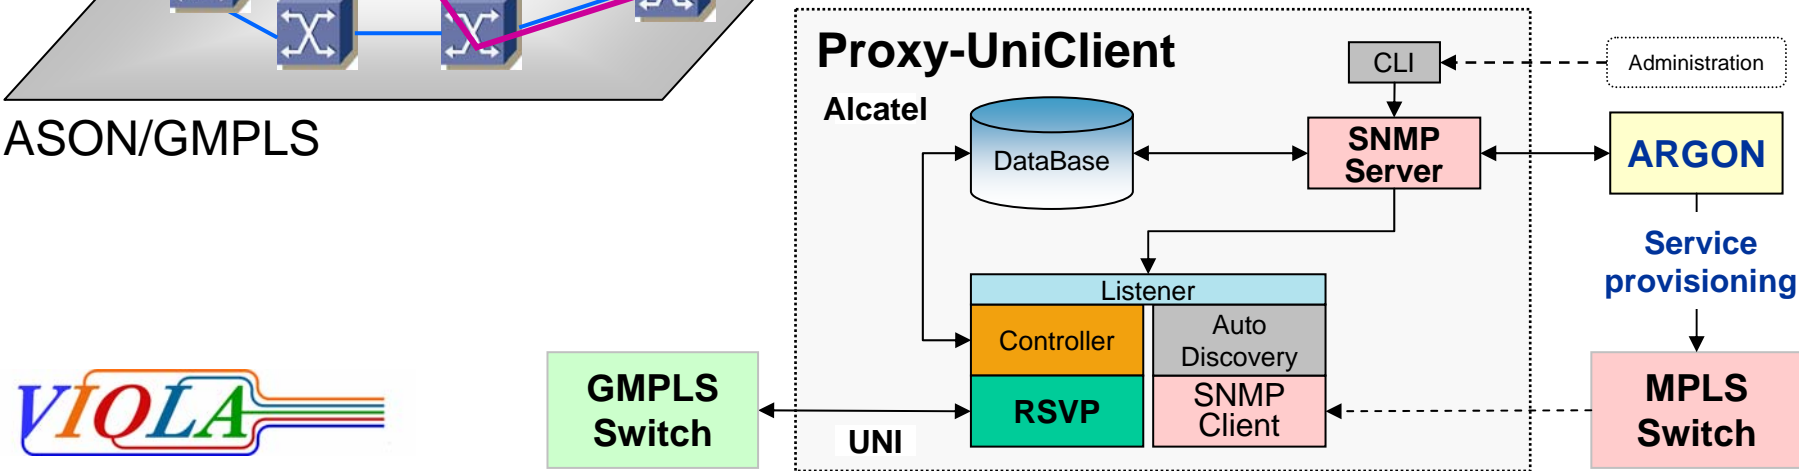 Proxy-UniClient
CLI
Administration
Alcatel
ASON/GMPLS
DataBase
SNMP
Server
ARGON
Service
provisioning
Listener
Controller
Auto
Discovery
VIOLA
GMPLS
Switch
UNI
RSVP
SNMP
Client
MPLS
Switch